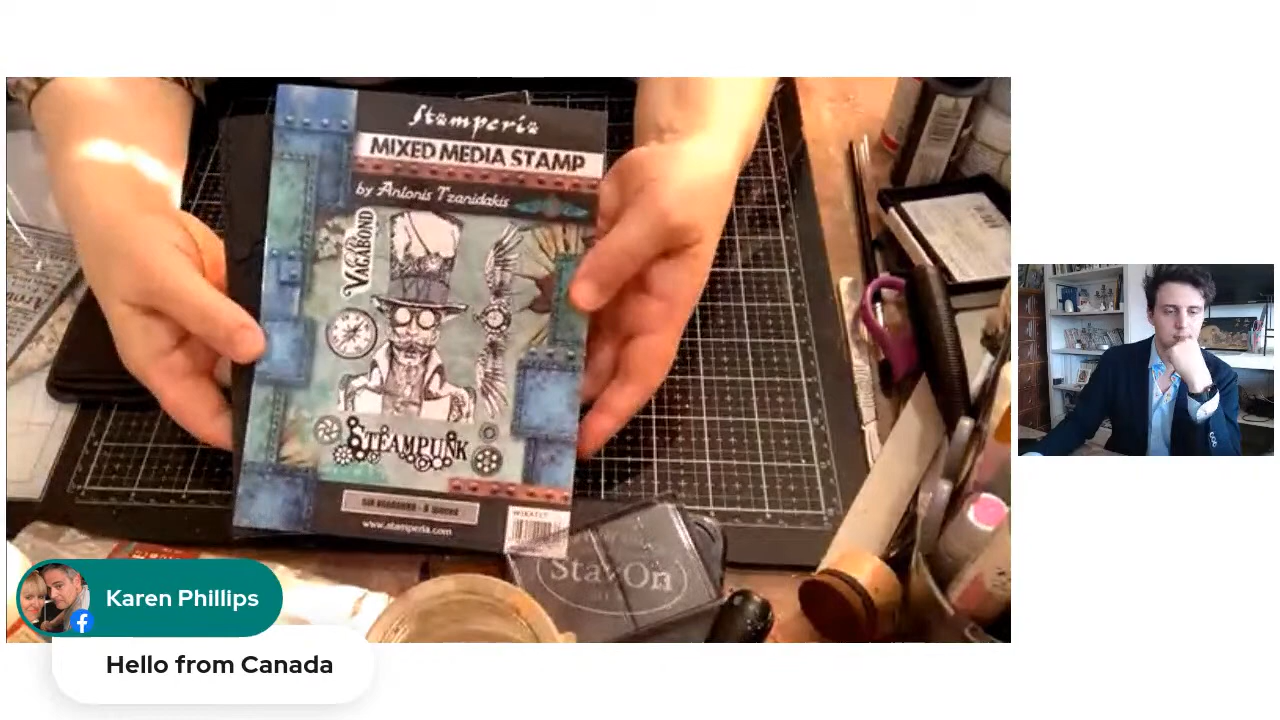 Stamperia
MIXED MEDIA STAMP
by Antonis Tzanidakis
VAGABOND
STEAMPUNK
www.stamperia.com
StazOn
Karen Phillips
Hello from Canada